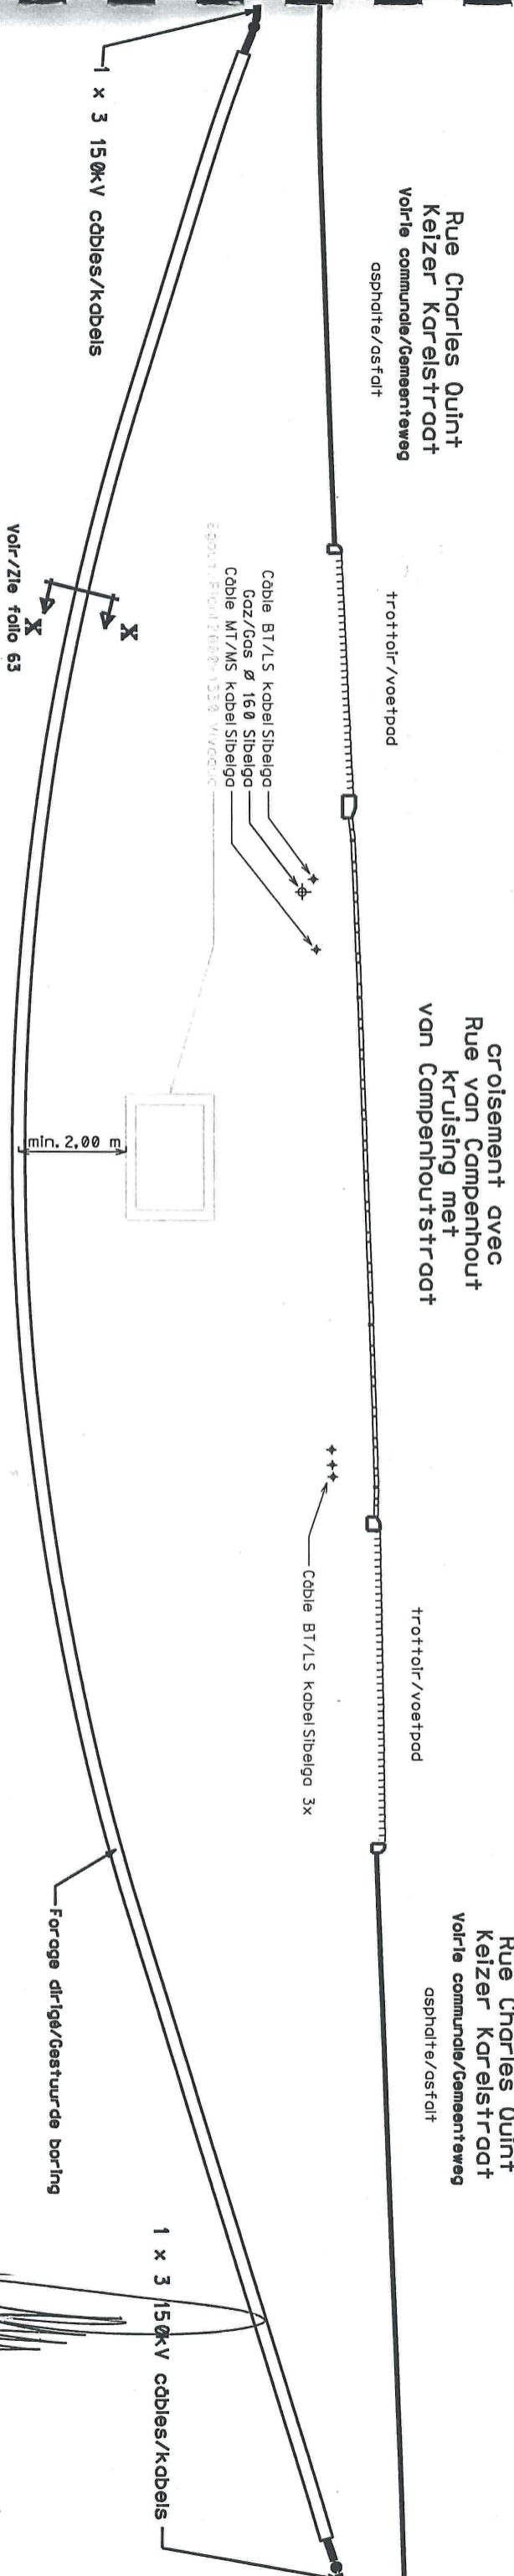 Rue Charles Quint
Keizer Karelstraat
Voirie communale/Gemeenteweg
asphalte/asfalt
trottoir/voetpad
croisement avec
Rue van Campenhout
kruising met
van Campenhoutstraat
trottoir/voetpad
Rue Charles Quint
Keizer Karelstraat
Voirie communale/Gemeenteweg
asphalte/asfalt
Câble BT/LS kabel Sibelga
Gaz/Gas Ø 160 Sibelga
Câble MT/MS kabel Sibelga
Câble BT/LS kabel Sibelga 3x
1 x 3 150kV câbles/kabels
X
X
Voir/Zie folio 63
min. 2,00 m
Forage dirigé/Gestuurde boring
1 x 3 150kV câbles/kabels